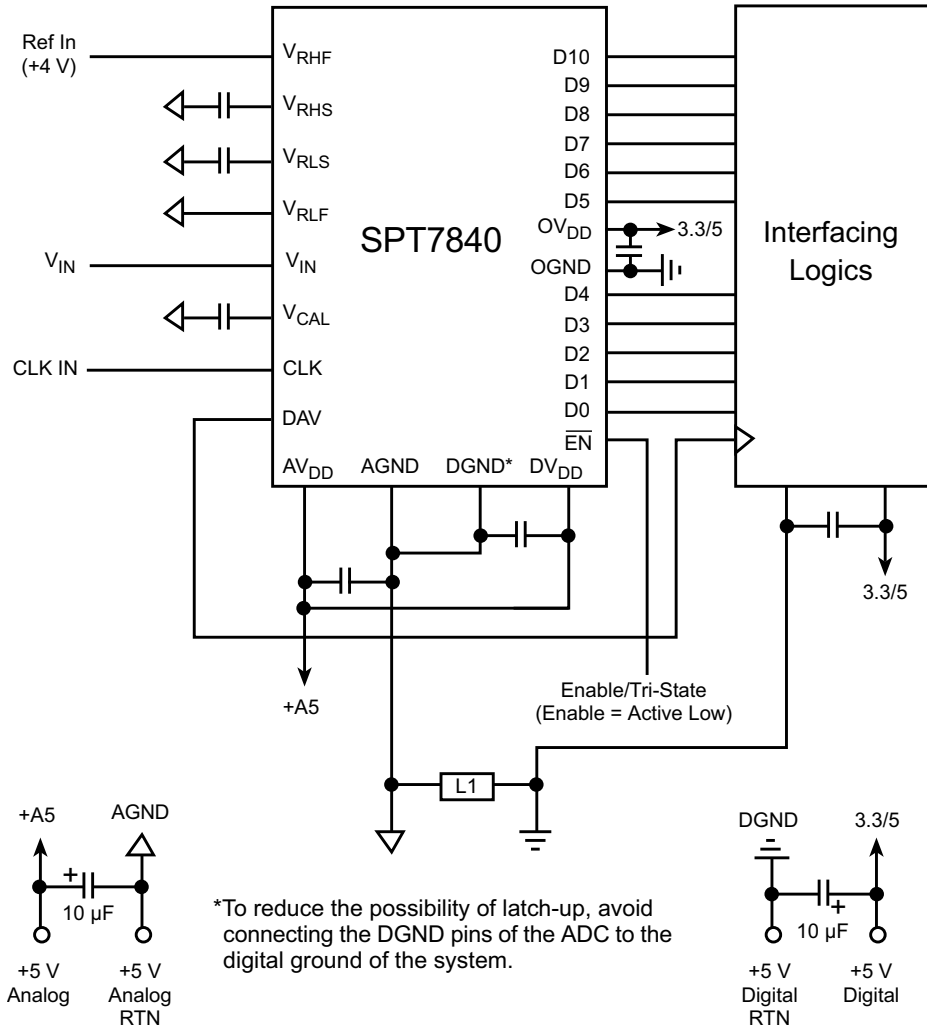 Ref In
(+4 V)
VRHF
VRHS
VRLS
VRLF
VIN
VIN
VCAL
CLK IN
CLK
DAV
AVDD
AGND
DGND*
DVDD
SPT7840
D10
D9
D8
D7
D6
D5
OVDD
3.3/5
OGND
D4
D3
D2
D1
D0
EN
Interfacing
Logics
3.3/5
+A5
Enable/Tri-State
(Enable = Active Low)
L1
+A5
AGND
+
10 µF
+5 V
Analog
+5 V
Analog
RTN
*To reduce the possibility of latch-up, avoid
connecting the DGND pins of the ADC to the
digital ground of the system.
DGND
3.3/5
10 µF
+
+5 V
Digital
RTN
+5 V
Digital